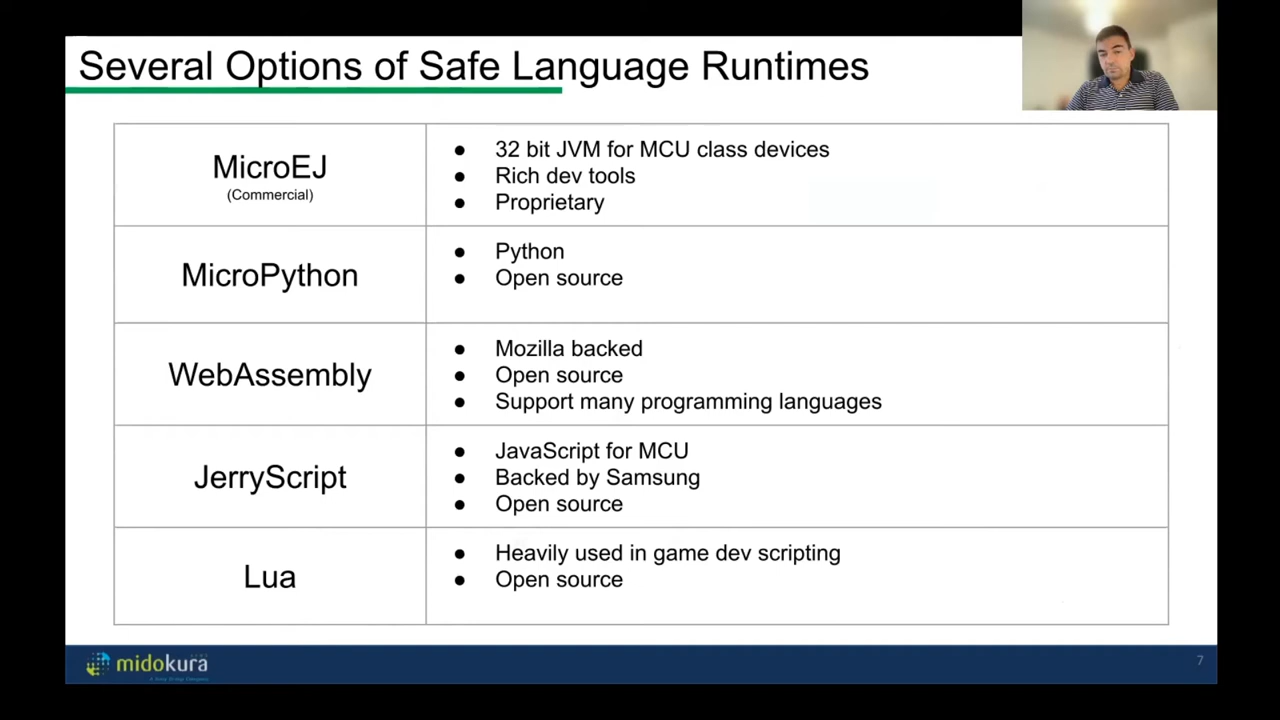 Several Options of Safe Language Runtimes
MicroEJ
(Commercial)
● 32 bit JVM for MCU class devices
● Rich dev tools
● Proprietary
MicroPython
● Python
● Open source
WebAssembly
● Mozilla backed
● Open source
● Support many programming languages
JerryScript
● JavaScript for MCU
● Backed by Samsung
● Open source
Lua
● Heavily used in game dev scripting
● Open source
midokura
7